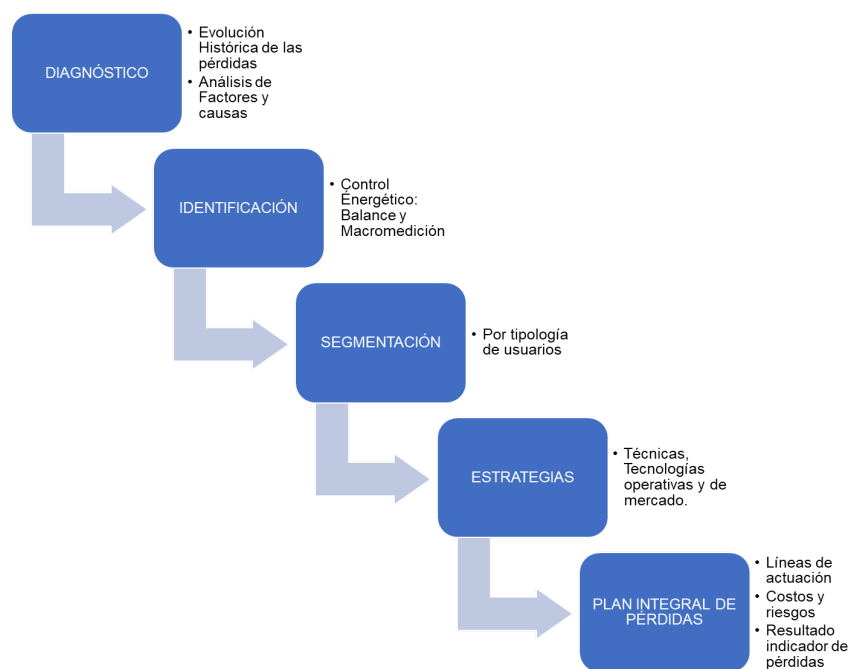 DIAGNÓSTICO
• Evolución
Histórica de las
pérdidas
• Análisis de
Factores y
causas
IDENTIFICACIÓN
• Control
Énergético:
Balance y
Macromedición
SEGMENTACIÓN
• Por tipología
de usuarios
ESTRATEGIAS
• Técnicas,
Tecnologías
operativas y de
mercado.
PLAN INTEGRAL DE
PÉRDIDAS
• Líneas de
actuación
• Costos y
riesgos
• Resultado
indicador de
pérdidas